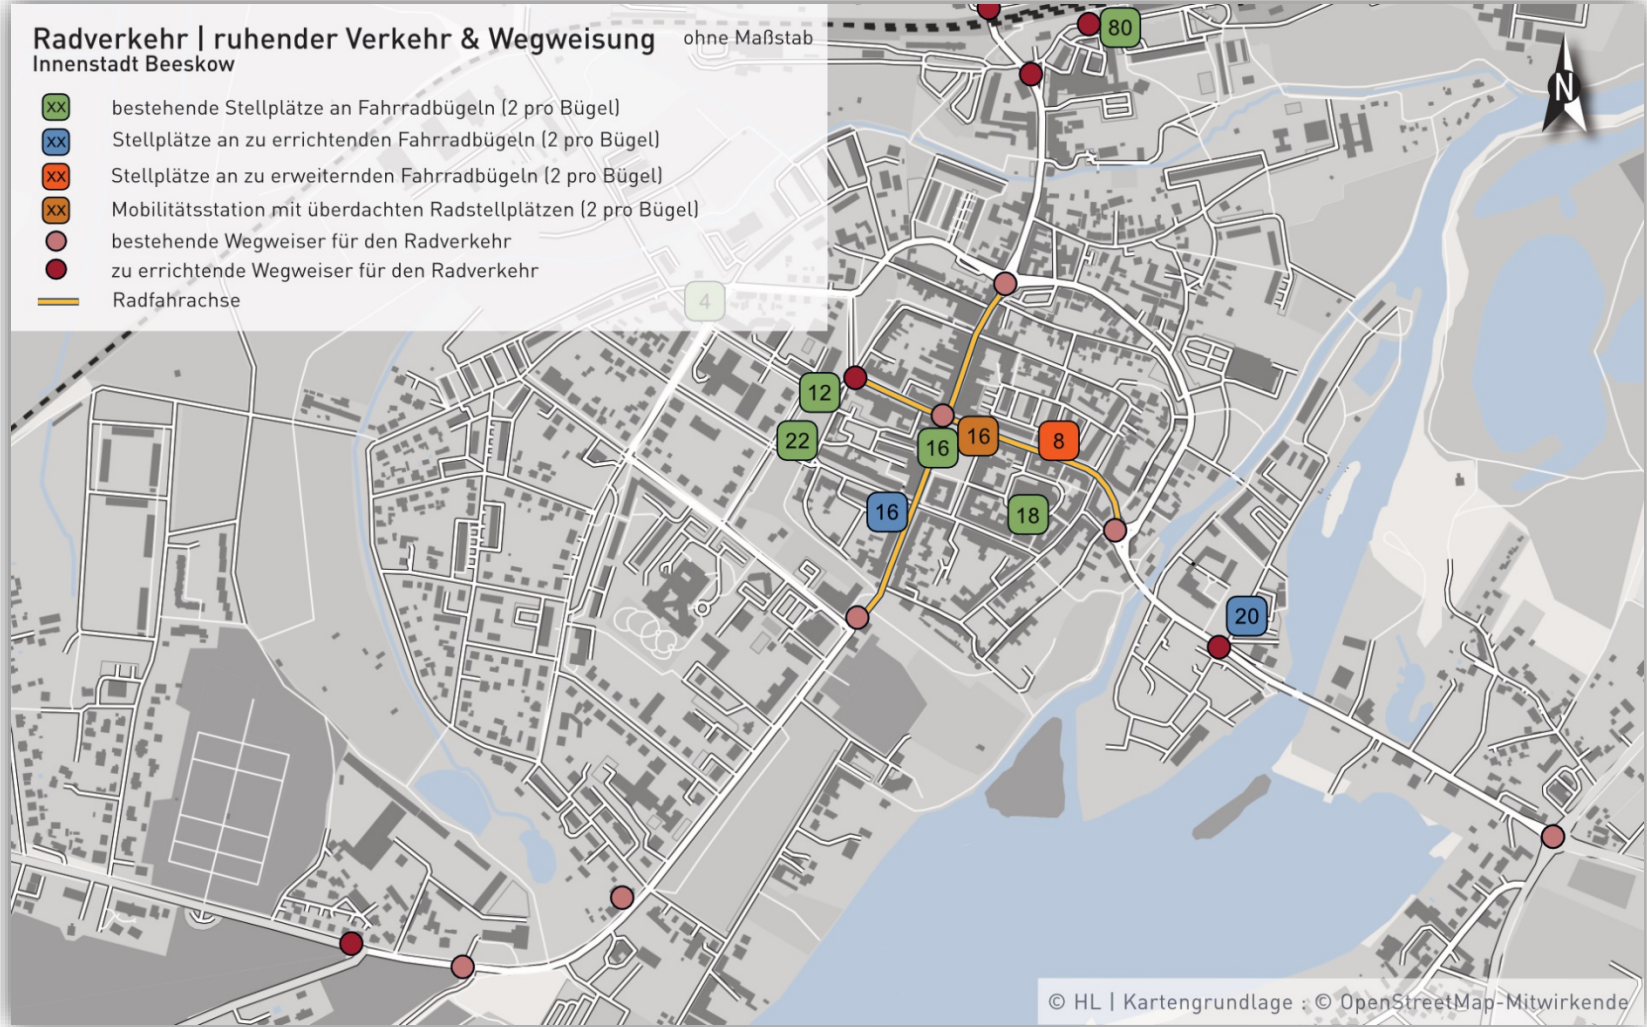 Radverkehr | ruhender Verkehr & Wegweisung ohne Maßstab
Innenstadt Beeskow
xx bestehende Stellplätze an Fahrradbügeln (2 pro Bügel)
xx Stellplätze an zu errichtenden Fahrradbügeln (2 pro Bügel)
xx Stellplätze an zu erweiternden Fahrradbügeln (2 pro Bügel)
xx Mobilitätsstation mit überdachten Radstellplätzen (2 pro Bügel)
bestehende Wegweiser für den Radverkehr
zu errichtende Wegweiser für den Radverkehr
Radfahrachse
80
N
4
12
22
16
16
8
16
18
20
© HL | Kartengrundlage : © OpenStreetMap-Mitwirkende